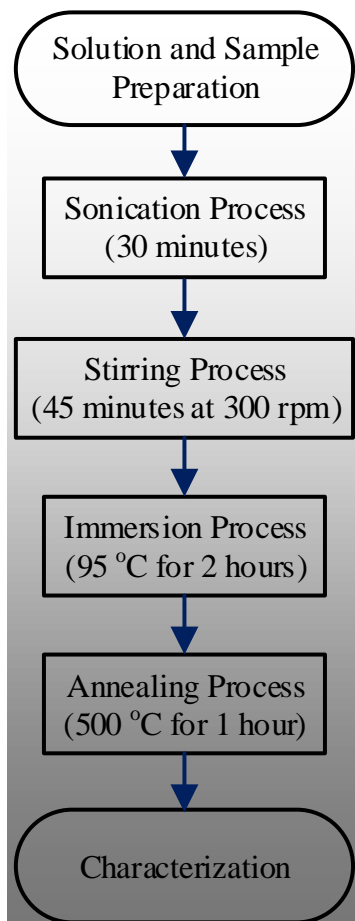 Solution and Sample
Preparation
Sonication Process
(30 minutes)
Stirring Process
(45 minutes at 300 rpm)
Immersion Process
(95 °C for 2 hours)
Annealing Process
(500 °C for 1 hour)
Characterization